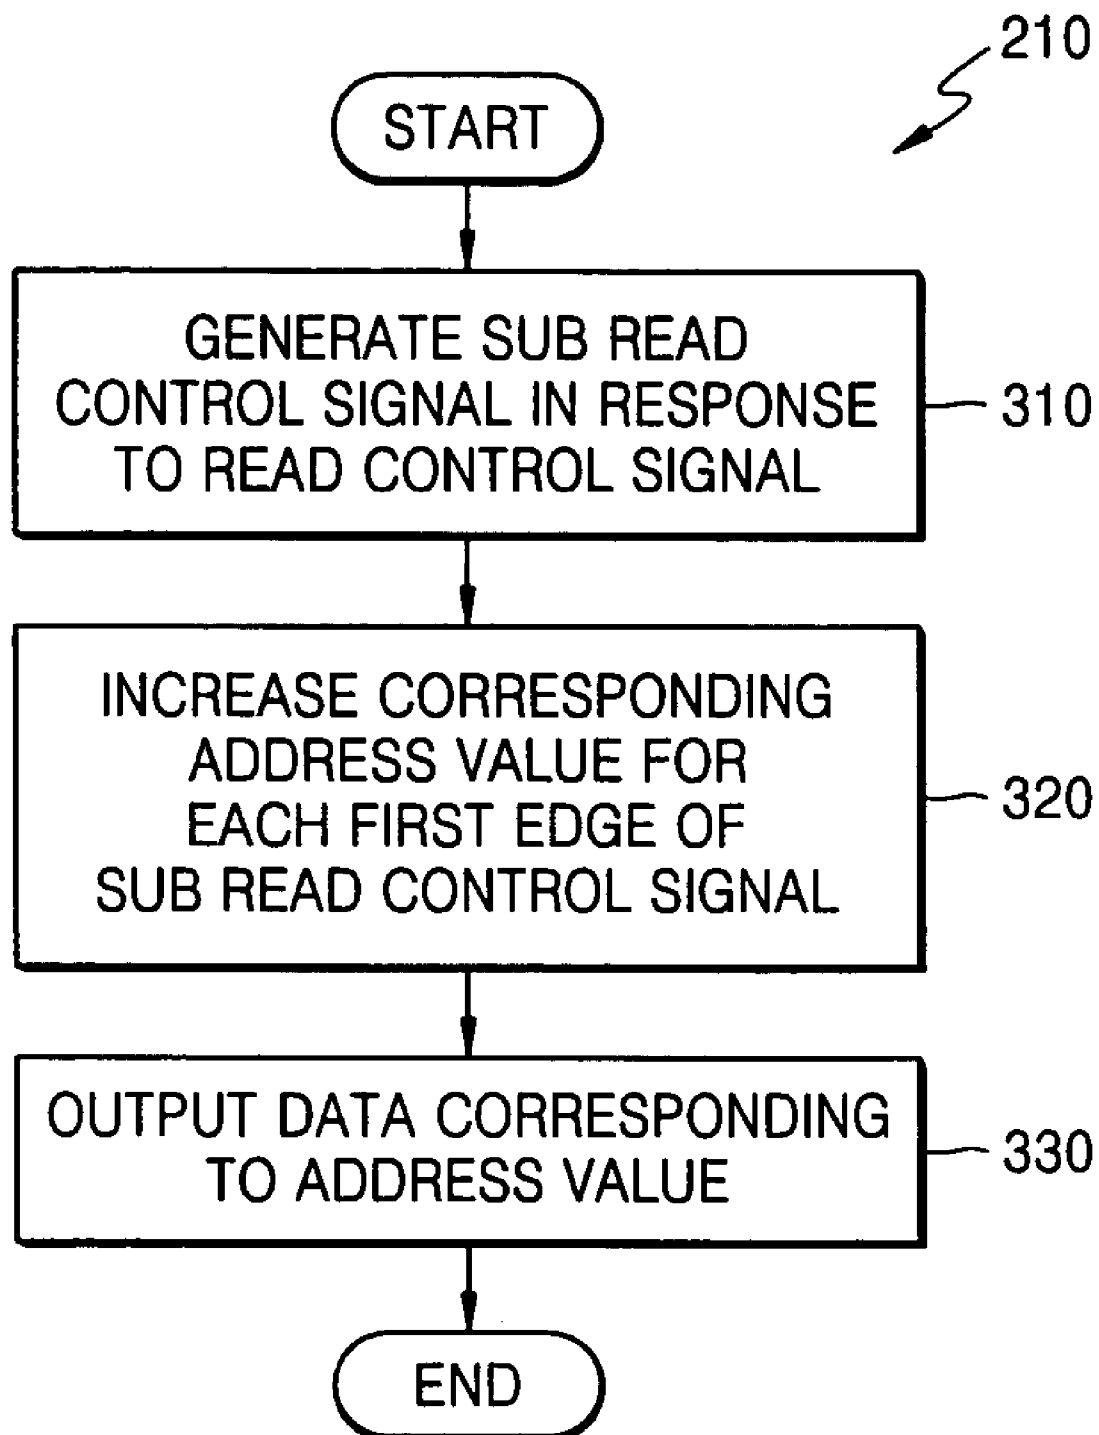 210
START
GENERATE SUB READ
CONTROL SIGNAL IN RESPONSE
TO READ CONTROL SIGNAL
310
INCREASE CORRESPONDING
ADDRESS VALUE FOR
EACH FIRST EDGE OF
SUB READ CONTROL SIGNAL
320
OUTPUT DATA CORRESPONDING
TO ADDRESS VALUE
330
END